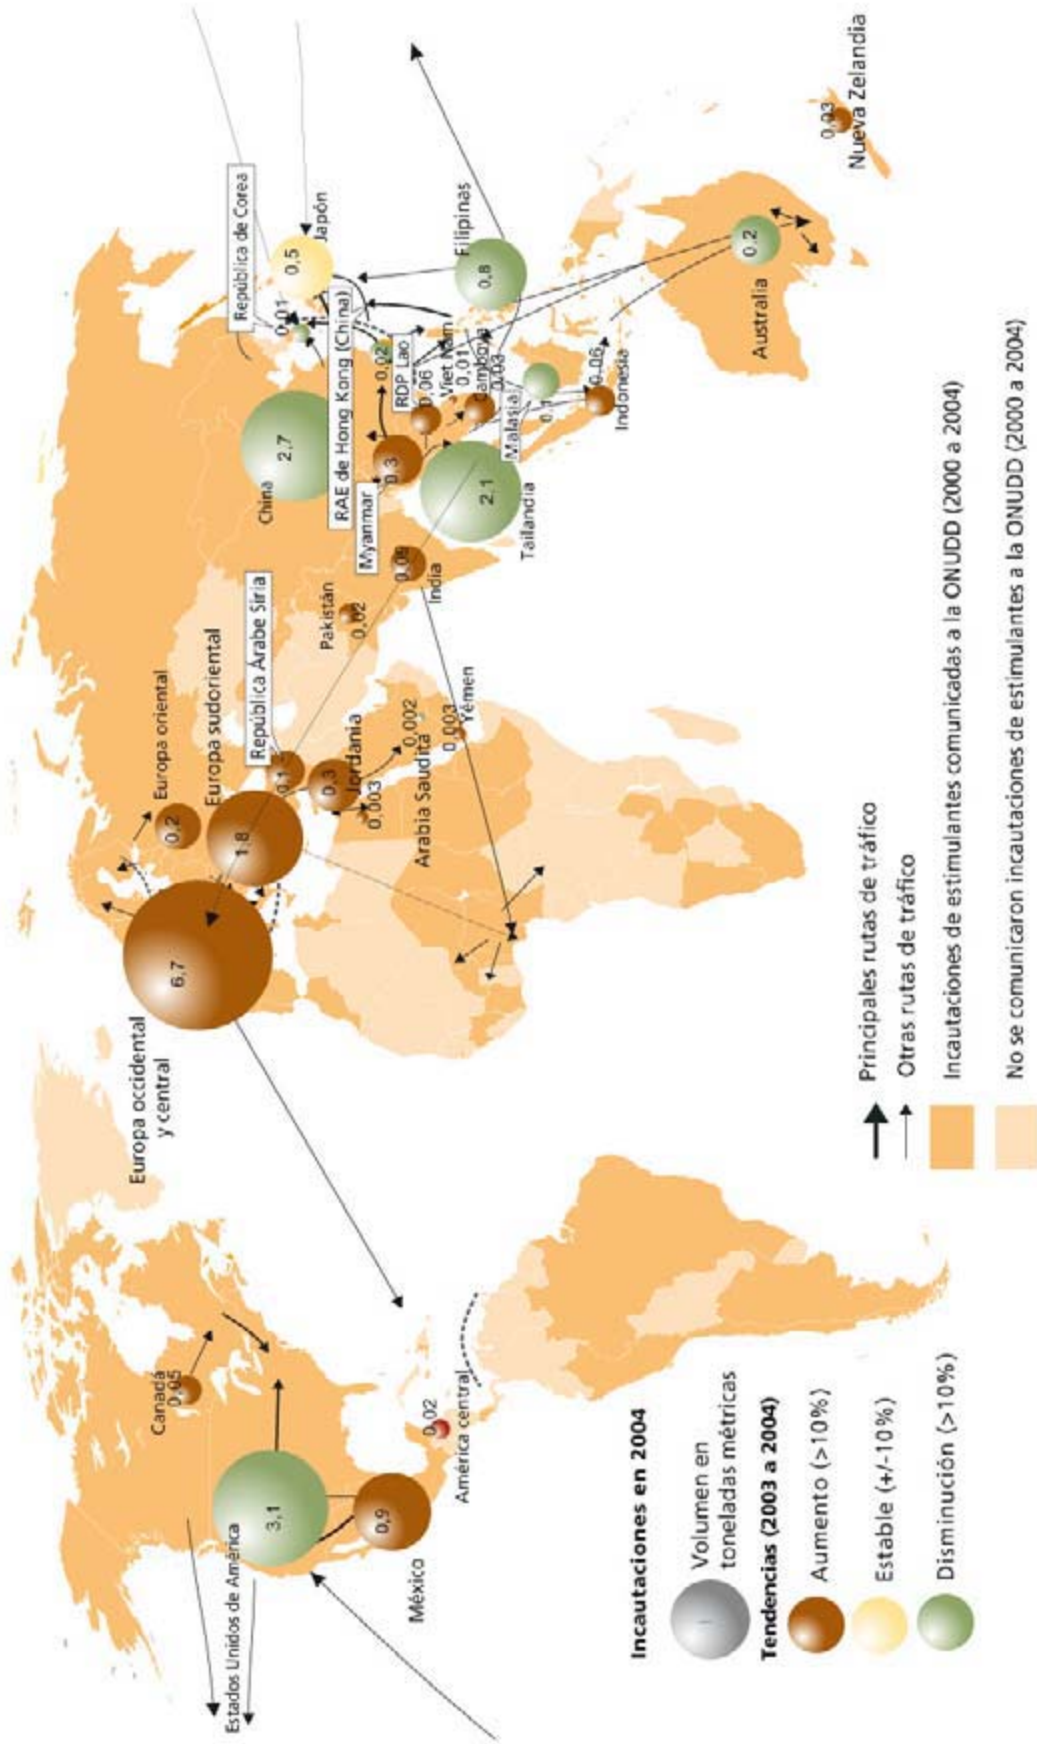 Canadá
0,05
Estados Unidos de América
3,1
México
0,9
0,02
América central
Europa occidental
y central
6,7
Europa oriental
0,2
Europa sudoriental
1.8
República Árabe Siria
0,1
0,3
Jordania
0,003
0,002
Arabia Saudita
0,003
Yémen
Pakistán
0,02
India
China
2,7
República de Corea
0,01
Japón
0,5
RAE de Hong Kong (China)
0,02
Myanmar
0,3
RDP Lao
0,06
Viet Nam
0,01
Camboya
0,03
Tailandia
2,1
Malasia
0,1
Filipinas
0,8
0,06
Indonesia
Australia
0.2
0,03
Nueva Zelandia
Incautaciones en 2004
Volumen en
toneladas métricas
Tendencias (2003 a 2004)
Aumento (>10%)
Estable (+/-10%)
Disminución (>10%)
Principales rutas de tráfico
Otras rutas de tráfico
Incautaciones de estimulantes comunicadas a la ONUDD (2000 a 2004)
No se comunicaron incautaciones de estimulantes a la ONUDD (2000 a 2004)